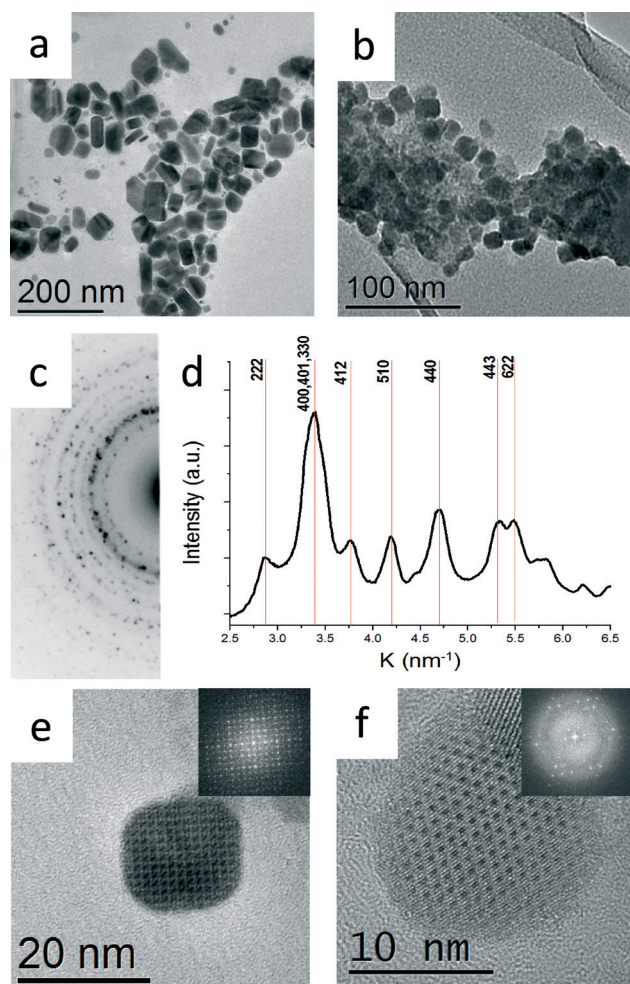 a
b
200 nm
100 nm
c
d
222
400,401,330
412
510
440
443
622
Intensity (a.u.)
2.5 3.0 3.5 4.0 4.5 5.0 5.5 6.0 6.5
K (nm⁻¹)
e
f
20 nm
10 nm